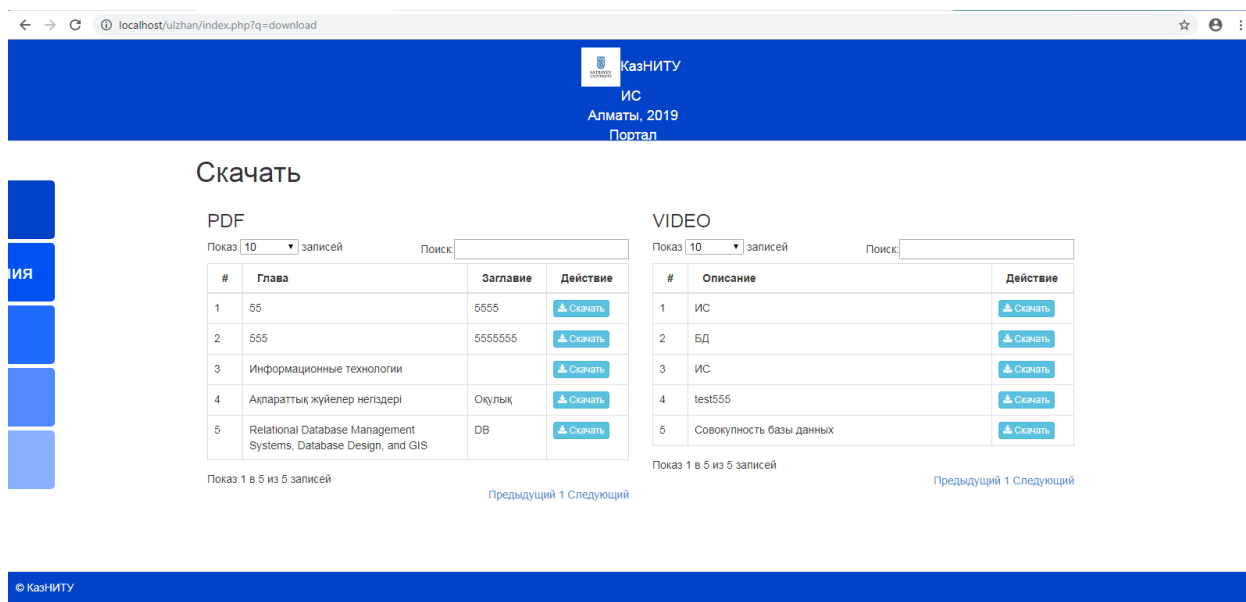 localhost/ulzhan/index.php?q=download
SATBAYEV
UNIVERSITY
КазНИТУ
ИС
Алматы, 2019
Портал
ИЯ
Скачать
PDF
Показ 10 записей Поиск:
# Глава Заглавие Действие
1 55 5555 Скачать
2 555 5555555 Скачать
3 Информационные технологии Скачать
4 Ақпараттық жүйелер негіздері Оқулық Скачать
5 Relational Database Management DB Скачать
Systems, Database Design, and GIS
Показ 1 в 5 из 5 записей
Предыдущий 1 Следующий
VIDEO
Показ 10 записей Поиск:
# Описание Действие
1 ИС Скачать
2 БД Скачать
3 ИС Скачать
4 test555 Скачать
5 Совокупность базы данных Скачать
Показ 1 в 5 из 5 записей
Предыдущий 1 Следующий
© КазНИТУ